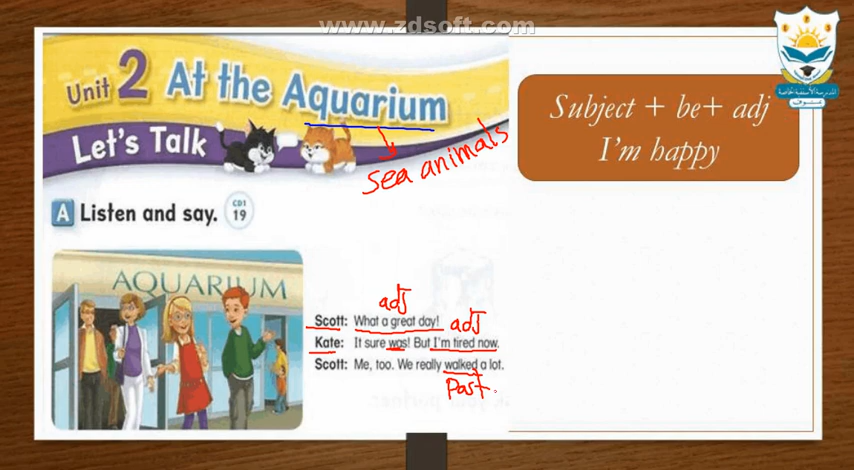 www.zdsoft.com
Unit 2 At the Aquarium
Let's Talk
sea animals
A Listen and say. CD1 19
AQUARIUM
adj
Scott: What a great day!
adj
Kate: It sure was! But I'm tired now.
Scott: Me, too. We really walked a lot.
Past.
Subject + be+ adj
I'm happy